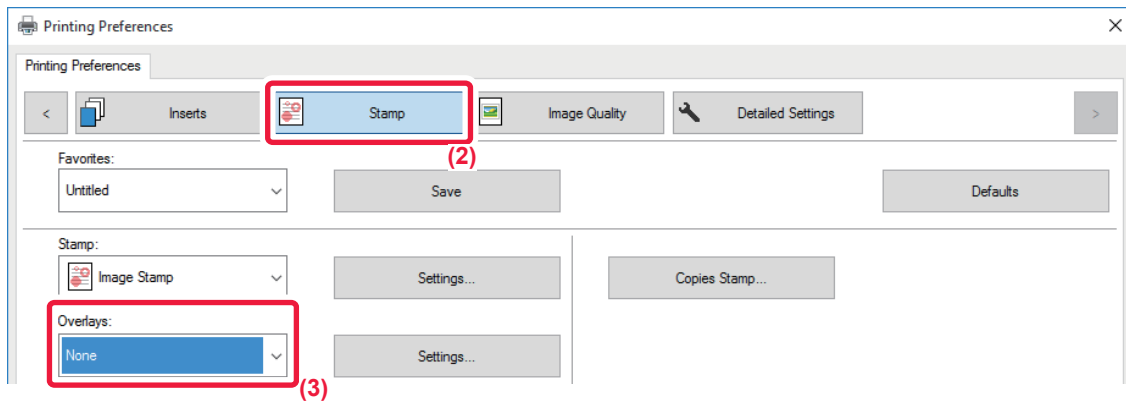 Printing Preferences
Printing Preferences
< Inserts Stamp Image Quality Detailed Settings >
(2)
Favorites:
Untitled Save Defaults
Stamp:
Image Stamp Settings... Copies Stamp...
Overlays:
None Settings...
(3)